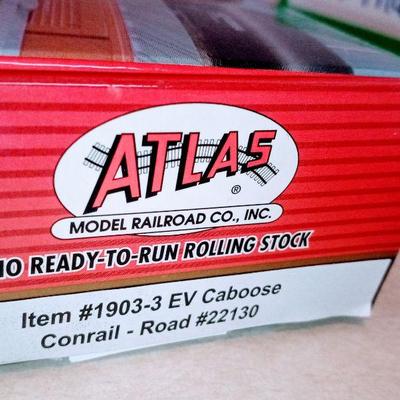 ATLAS
®
MODEL RAILROAD CO., INC.
HO READY-TO-RUN ROLLING STOCK
Item #1903-3 EV Caboose
Conrail - Road #22130